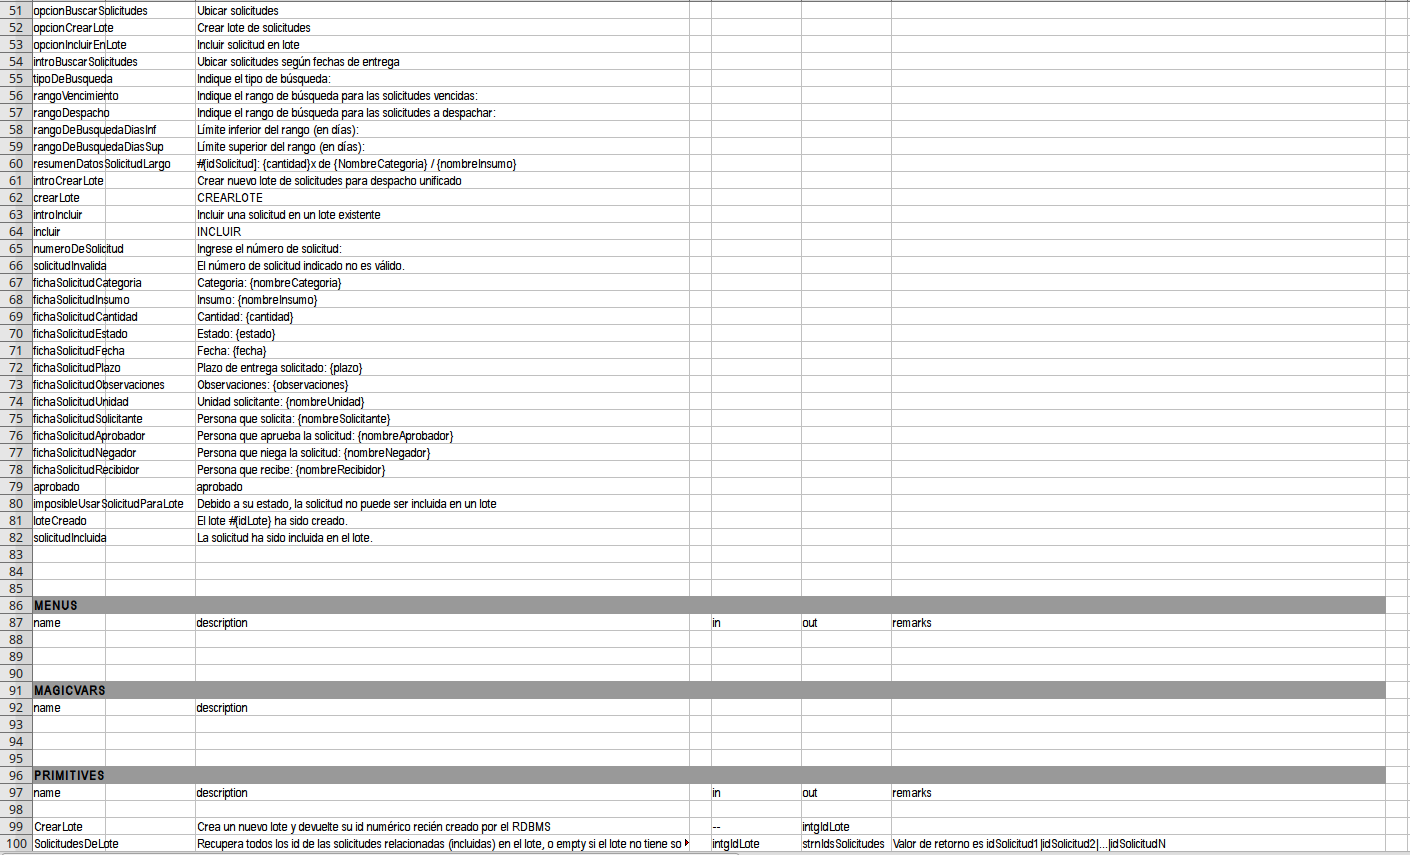 51 opcionBuscarSolicitudes Ubicar solicitudes
52 opcionCrearLote Crear lote de solicitudes
53 opcionIncluirEnLote Incluir solicitud en lote
54 introBuscarSolicitudes Ubicar solicitudes según fechas de entrega
55 tipoDeBusqueda Indique el tipo de búsqueda:
56 rangoVencimiento Indique el rango de búsqueda para las solicitudes vencidas:
57 rangoDespacho Indique el rango de búsqueda para las solicitudes a despachar:
58 rangoDeBusquedaDiasInf Límite inferior del rango (en días):
59 rangoDeBusquedaDiasSup Límite superior del rango (en días):
60 resumenDatosSolicitudLargo #{idSolicitud]: {cantidad}x de {NombreCategoria} / {nombreInsumo}
61 introCrearLote Crear nuevo lote de solicitudes para despacho unificado
62 crearLote CREARLOTE
63 introIncluir Incluir una solicitud en un lote existente
64 incluir INCLUIR
65 numeroDeSolicitud Ingrese el número de solicitud:
66 solicitudInvalida El número de solicitud indicado no es válido.
67 fichaSolicitudCategoria Categoria: {nombreCategoria}
68 fichaSolicitudInsumo Insumo: {nombreInsumo}
69 fichaSolicitudCantidad Cantidad: {cantidad}
70 fichaSolicitudEstado Estado: {estado}
71 fichaSolicitudFecha Fecha: {fecha}
72 fichaSolicitudPlazo Plazo de entrega solicitado: {plazo}
73 fichaSolicitudObservaciones Observaciones: {observaciones}
74 fichaSolicitudUnidad Unidad solicitante: {nombreUnidad}
75 fichaSolicitudSolicitante Persona que solicita: {nombreSolicitante}
76 fichaSolicitudAprobador Persona que aprueba la solicitud: {nombreAprobador}
77 fichaSolicitudNegador Persona que niega la solicitud: {nombreNegador}
78 fichaSolicitudRecibidor Persona que recibe: {nombreRecibidor}
79 aprobado aprobado
80 imposibleUsarSolicitudParaLote Debido a su estado, la solicitud no puede ser incluida en un lote
81 loteCreado El lote #{idLote} ha sido creado.
82 solicitudIncluida La solicitud ha sido incluida en el lote.
83
84
85
86 MENUS
87 name description in out remarks
88
89
90
91 MAGICVARS
92 name description
93
94
95
96 PRIMITIVES
97 name description in out remarks
98
99 CrearLote Crea un nuevo lote y devuelte su id numérico recién creado por el RDBMS -- intgIdLote
100 SolicitudesDeLote Recupera todos los id de las solicitudes relacionadas (incluidas) en el lote, o empty si el lote no tiene so intgIdLote strnIdsSolicitudes Valor de retorno es idSolicitud1|idSolicitud2|...|idSolicitudN